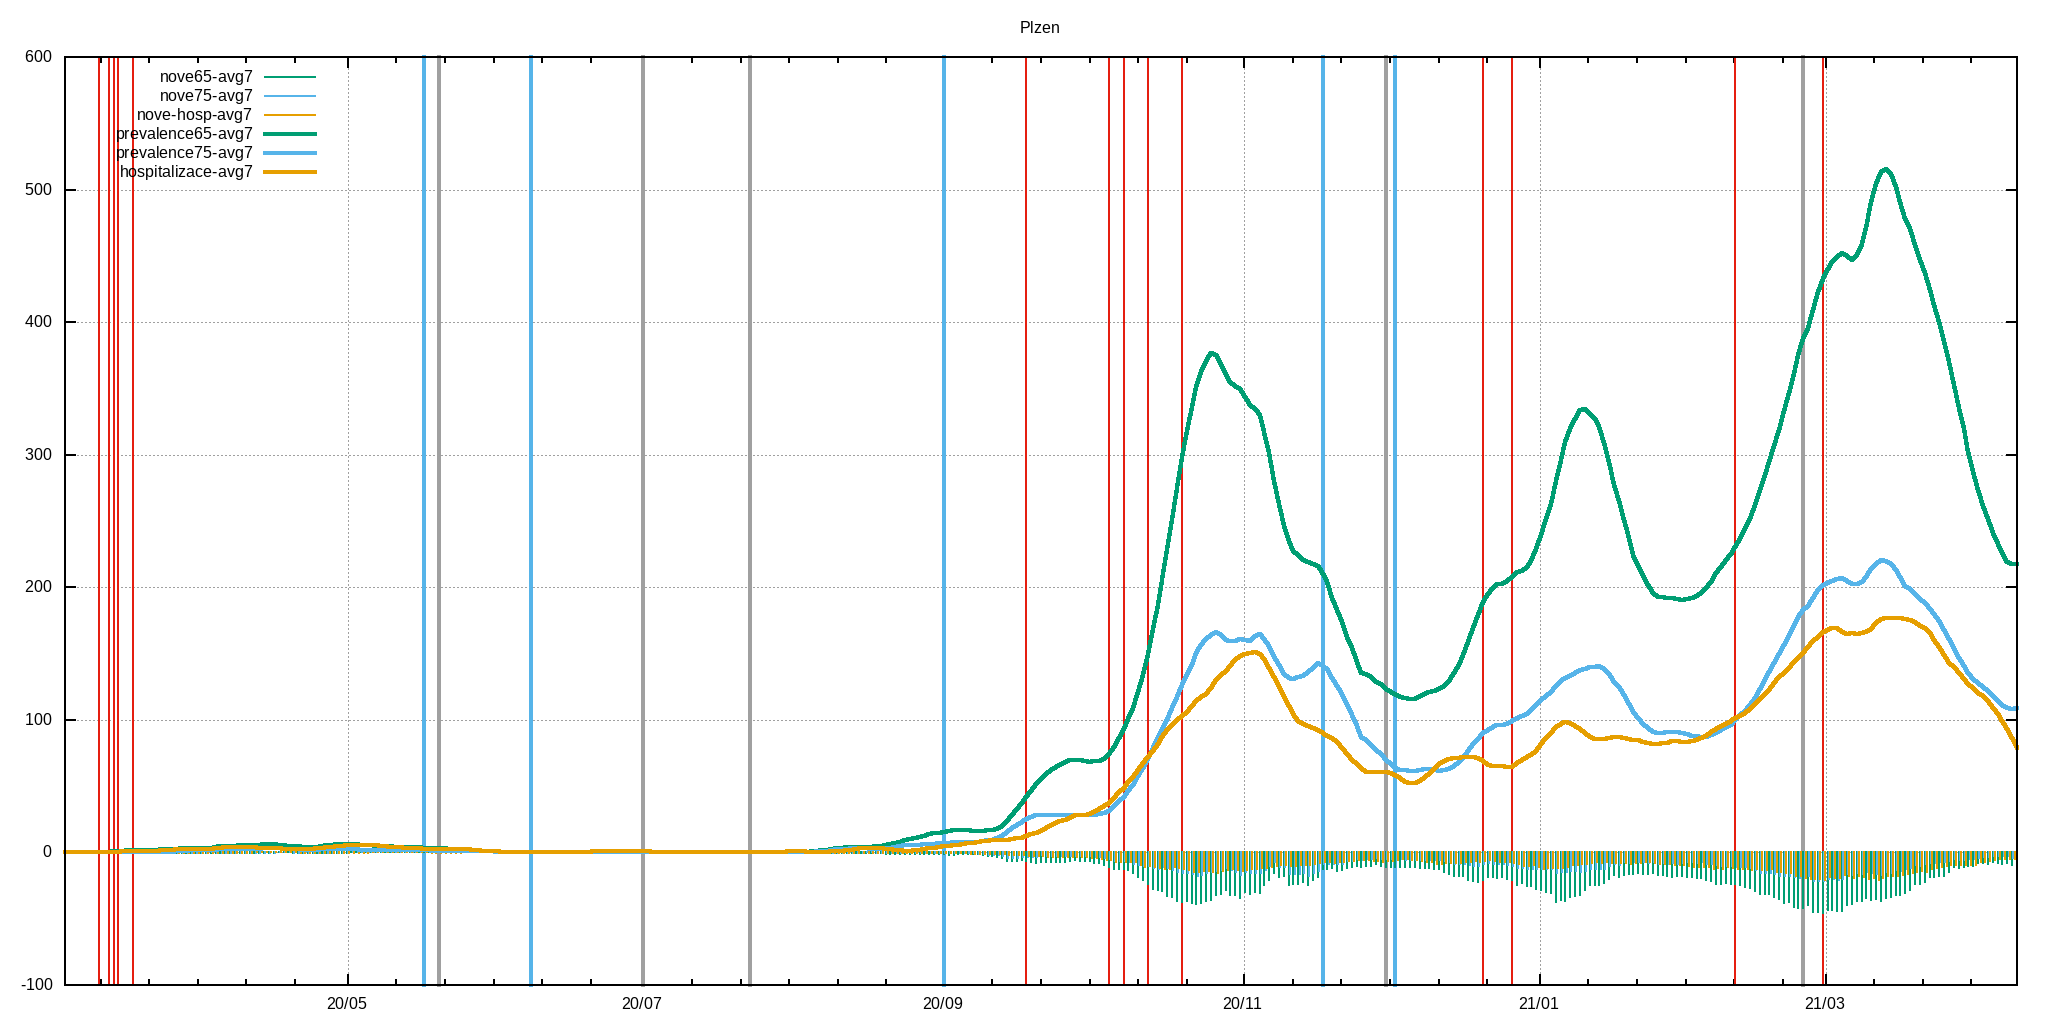 Plzen
600
nove65-avg7
nove75-avg7
nove-hosp-avg7
prevalence65-avg7
prevalence75-avg7
hospitalizace-avg7
500
400
300
200
100
0
-100
20/05 20/07 20/09 20/11 21/01 21/03